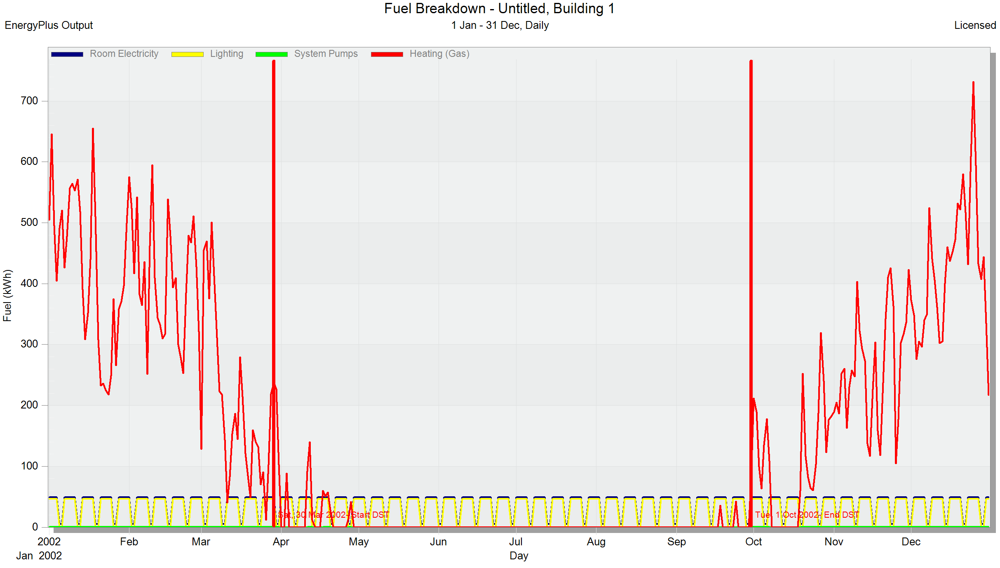 Fuel Breakdown - Untitled, Building 1
EnergyPlus Output
1 Jan - 31 Dec, Daily
Licensed
Room Electricity
Lighting
System Pumps
Heating (Gas)
700
600
500
400
300
200
100
0
Fuel (kWh)
Sat, 30 Mar 2002- Start DST
Tue, 1 Oct 2002- End DST
2002 Feb Mar Apr May Jun Jul Aug Sep Oct Nov Dec
Jan 2002
Day